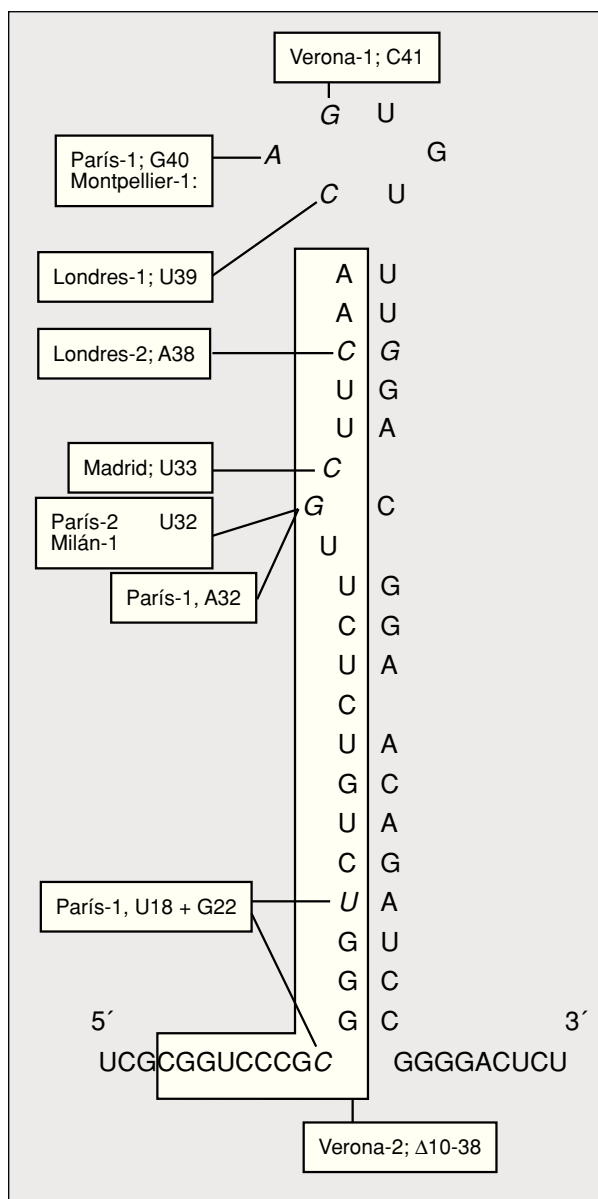 Verona-1; C41
G U
París-1; G40 A G
Montpellier-1:
C U
Londres-1; U39 A U
A U
Londres-2; A38 C G
U G
U A
Madrid; U33 C
París-2 U32 G C
Milán-1
U
París-1, A32 U G
C G
U A
C
U A
G C
U A
C G
París-1, U18 + G22 U A
G U
G C
5´ G C 3´
UCGCGGUCCCGC GGGGACUCU
Verona-2; Δ10-38